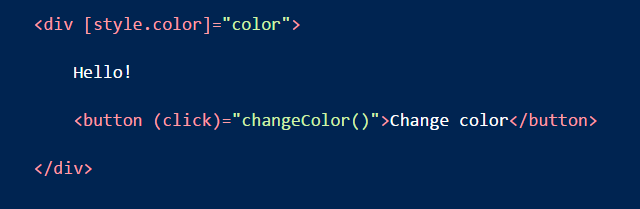 <div [style.color]="color">
Hello!
<button (click)="changeColor()">Change color</button>
</div>